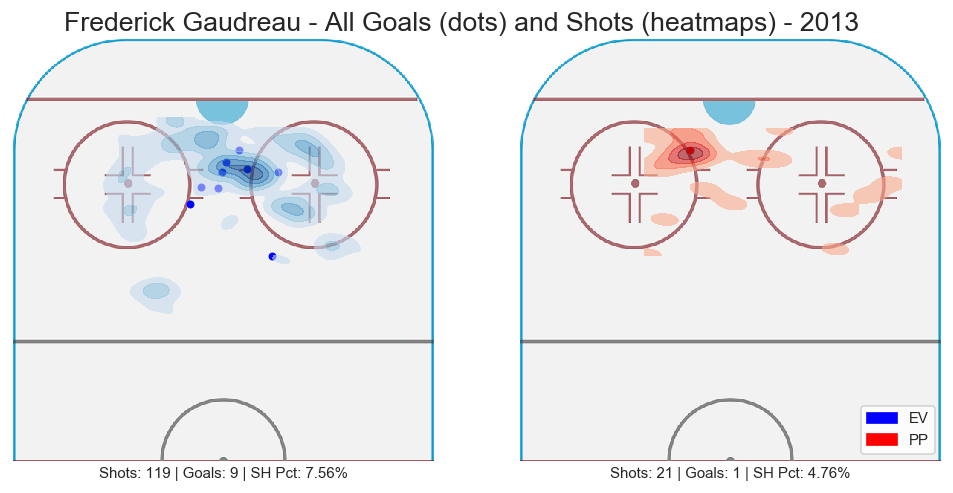 Frederick Gaudreau - All Goals (dots) and Shots (heatmaps) - 2013
EV
PP
Shots: 119 | Goals: 9 | SH Pct: 7.56%
Shots: 21 | Goals: 1 | SH Pct: 4.76%